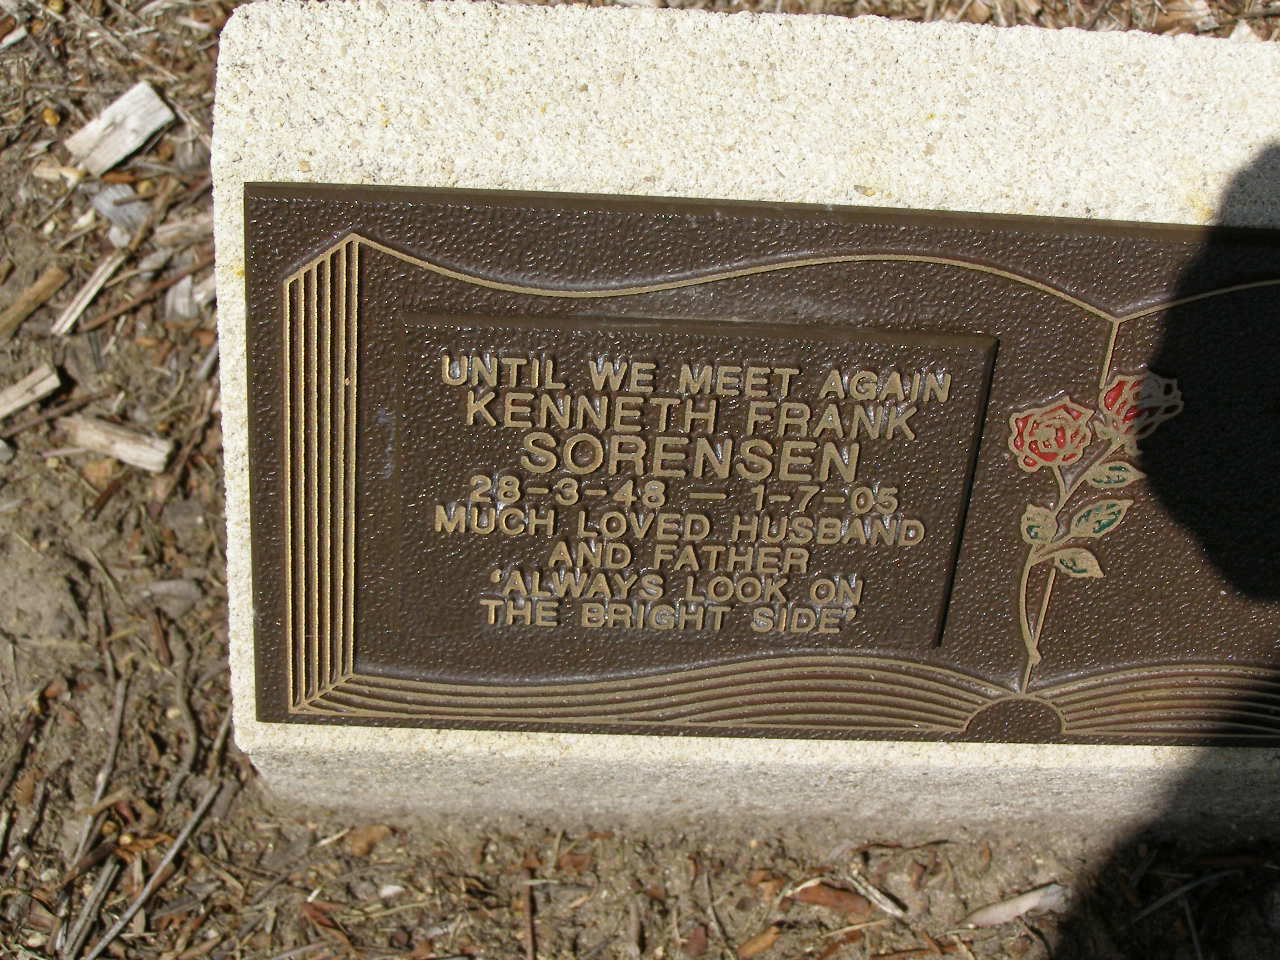 UNTIL WE MEET AGAIN
KENNETH FRANK
SORENSEN
28-3-48 — 1-7-05
MUCH LOVED HUSBAND
AND FATHER
'ALWAYS LOOK ON
THE BRIGHT SIDE'